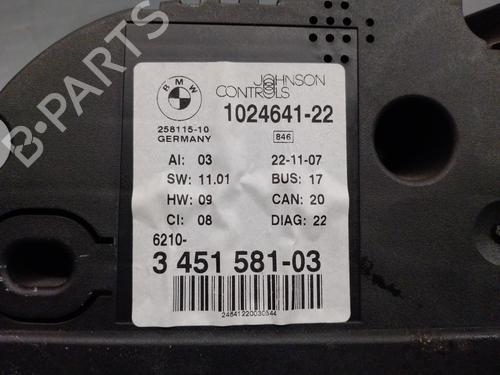 BMW
JOHNSON
CONTROLS
1024641-22
258115-10
GERMANY
846
AI: 03 22-11-07
SW: 11.01 BUS: 17
HW: 09 CAN: 20
CI: 08 DIAG: 22
6210-
3 451 581-03
24641220030344
B-Parts